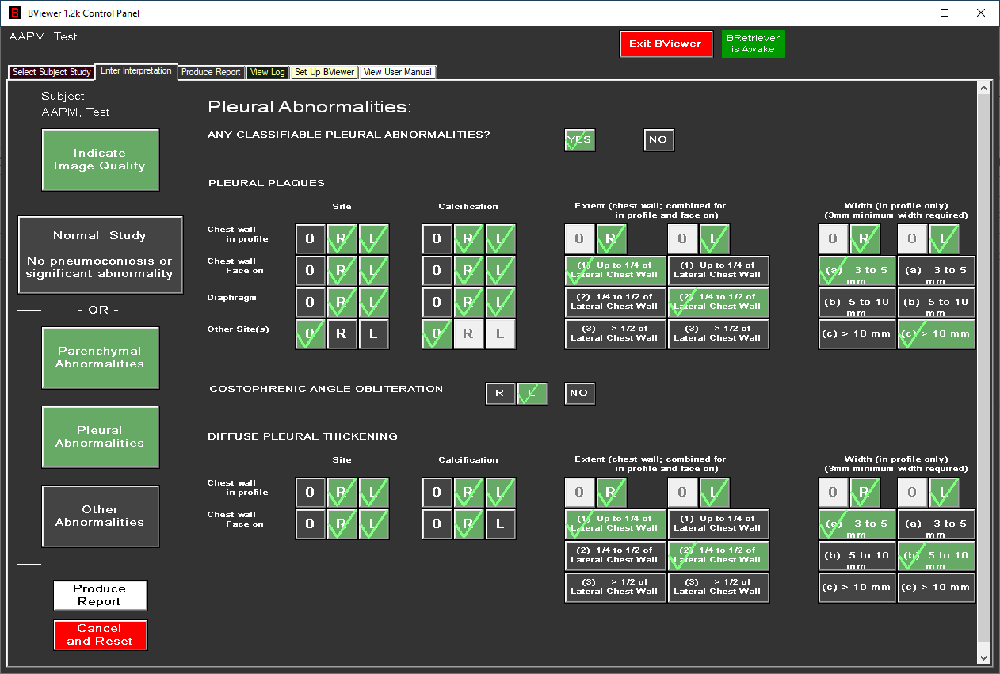 B BViewer 1.2k Control Panel
AAPM, Test
Exit BViewer
BRetriever
is Awake
Select Subject Study Enter Interpretation Produce Report View Log Set Up BViewer View User Manual
Subject:
AAPM, Test
Indicate
Image Quality
Normal Study
No pneumoconiosis or
significant abnormality
- OR -
Parenchymal
Abnormalities
Pleural
Abnormalities
Other
Abnormalities
Produce
Report
Cancel
and Reset
Pleural Abnormalities:
ANY CLASSIFIABLE PLEURAL ABNORMALITIES? YES NO
PLEURAL PLAQUES
Site Calcification Extent (chest wall; combined for Width (in profile only)
in profile and face on) (3mm minimum width required)
Chest wall
in profile 0 R L 0 R L 0 R 0 L 0 R 0 L
Chest wall
Face on 0 R L 0 R L
(1) Up to 1/4 of (1) Up to 1/4 of (a) 3 to 5 (a) 3 to 5
Lateral Chest Wall Lateral Chest Wall mm mm
Diaphragm 0 R L 0 R L
(2) 1/4 to 1/2 of (2) 1/4 to 1/2 of (b) 5 to 10 (b) 5 to 10
Lateral Chest Wall Lateral Chest Wall mm mm
Other Site(s) 0 R L 0 R L
(3) > 1/2 of (3) > 1/2 of (c) > 10 mm (c) > 10 mm
Lateral Chest Wall Lateral Chest Wall
COSTOPHRENIC ANGLE OBLITERATION R L NO
DIFFUSE PLEURAL THICKENING
Site Calcification Extent (chest wall; combined for Width (in profile only)
in profile and face on) (3mm minimum width required)
Chest wall
in profile 0 R L 0 R L 0 R 0 L 0 R 0 L
Chest wall
Face on 0 R L 0 R L
(1) Up to 1/4 of (1) Up to 1/4 of (a) 3 to 5 (a) 3 to 5
Lateral Chest Wall Lateral Chest Wall mm mm
(2) 1/4 to 1/2 of (2) 1/4 to 1/2 of (b) 5 to 10 (b) 5 to 10
Lateral Chest Wall Lateral Chest Wall mm mm
(3) > 1/2 of (3) > 1/2 of (c) > 10 mm (c) > 10 mm
Lateral Chest Wall Lateral Chest Wall